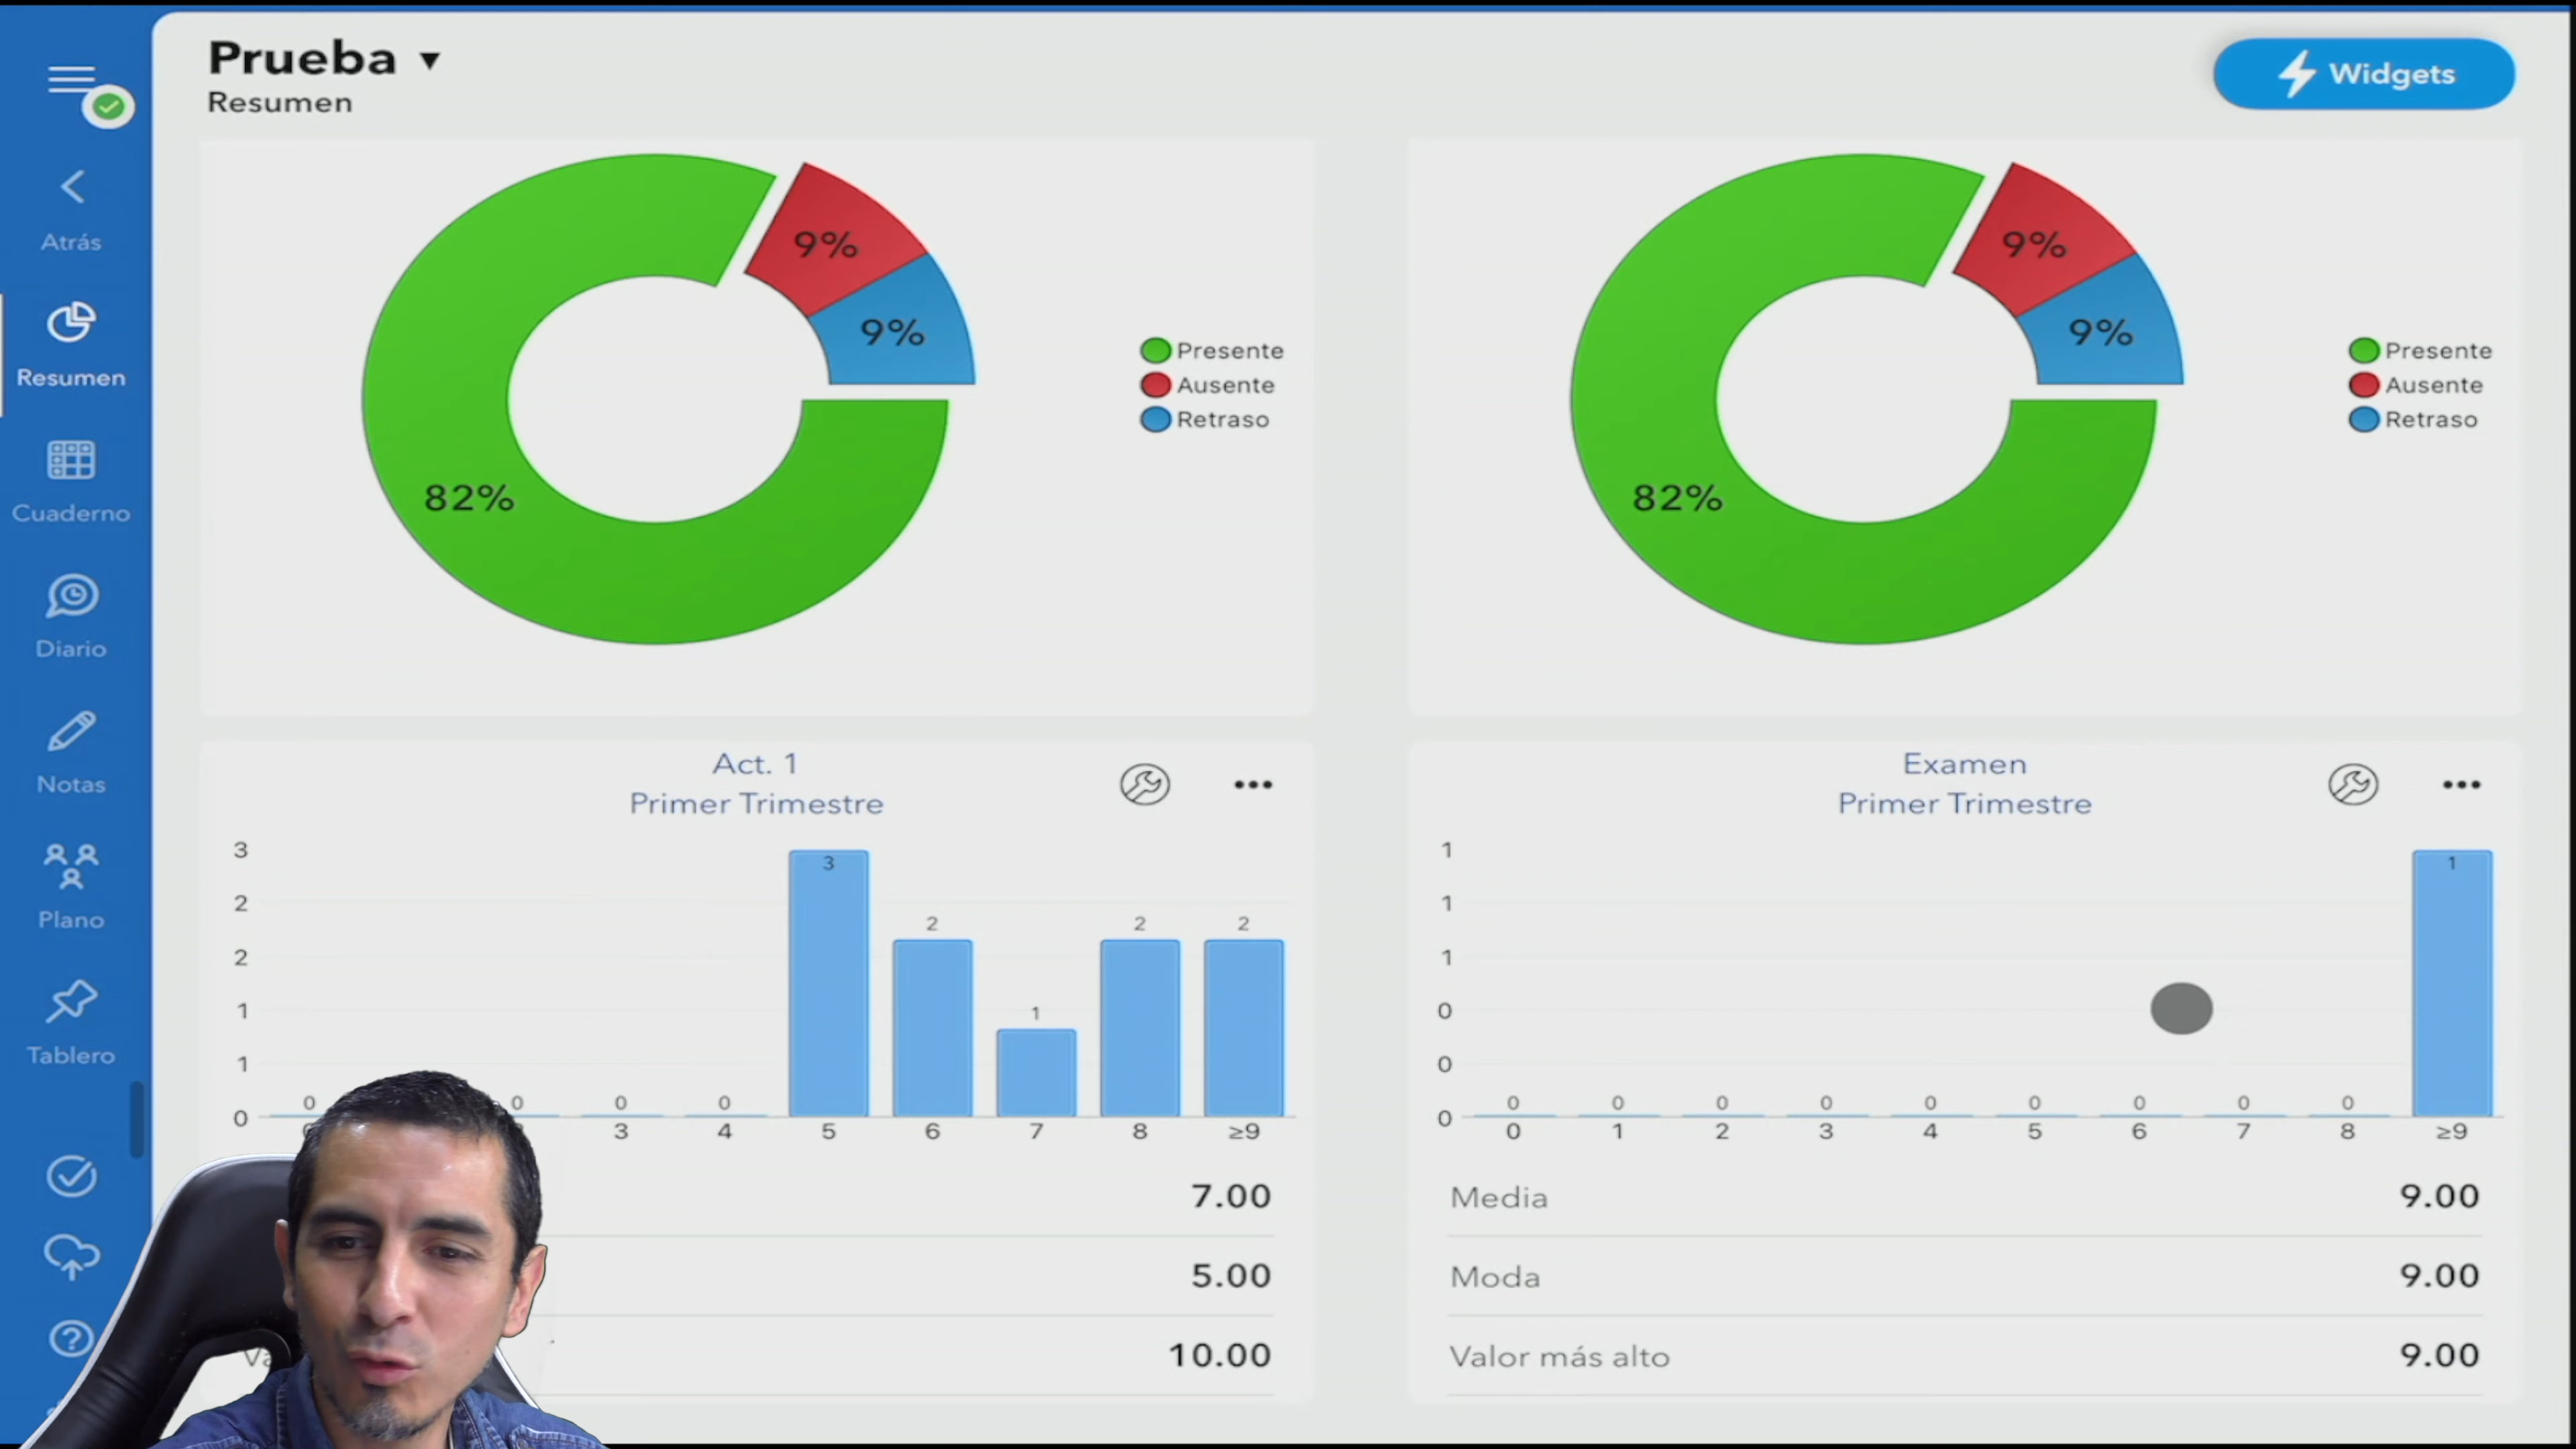 Prueba ▼
Resumen
Widgets
Atrás
Resumen
Cuaderno
Diario
Notas
Plano
Tablero
9%
9%
82%
Presente
Ausente
Retraso
9%
9%
82%
Presente
Ausente
Retraso
Act. 1
Primer Trimestre
3
2
2
1
1
0
3
2
1
2
2
0
0
0
0
3
4
5
6
7
8
≥9
7.00
5.00
10.00
Examen
Primer Trimestre
1
1
1
0
0
0
1
0
0
0
0
0
0
0
0
0
0
1
2
3
4
5
6
7
8
≥9
Media
9.00
Moda
9.00
Valor más alto
9.00